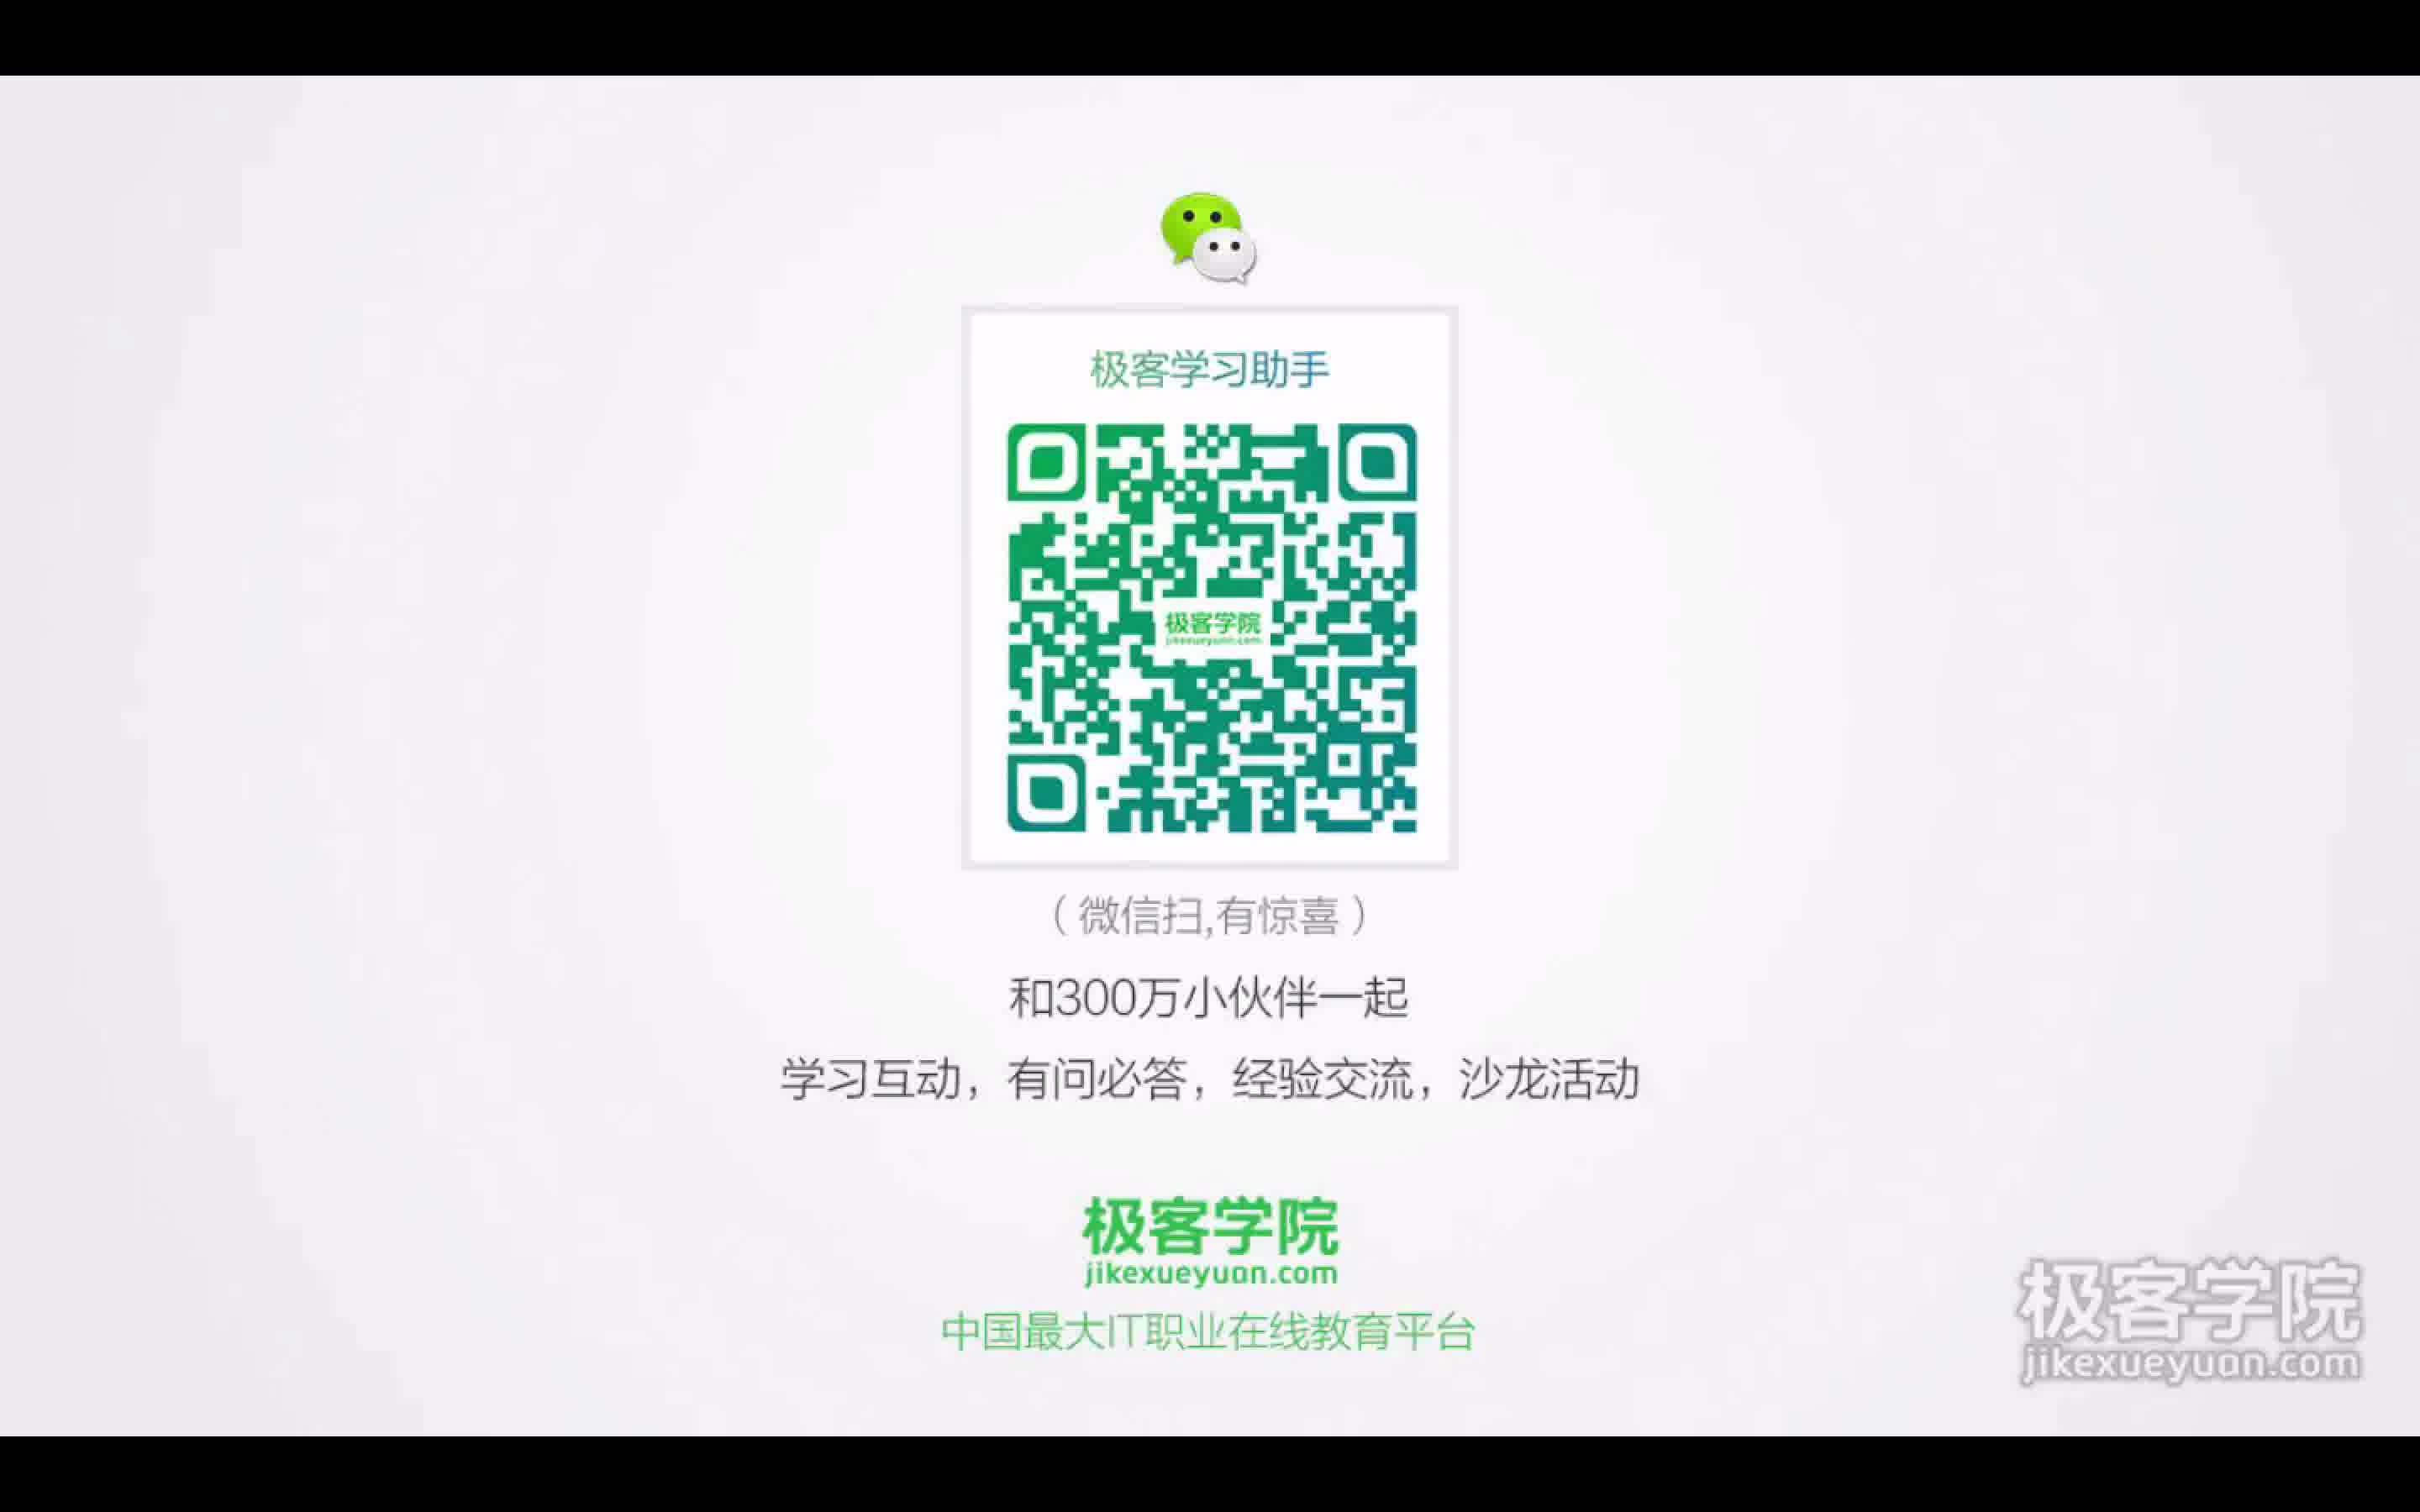 极客学习助手
极客学院
jikexueyuan.com
（微信扫,有惊喜）
和300万小伙伴一起
学习互动，有问必答，经验交流，沙龙活动
极客学院
jikexueyuan.com
中国最大IT职业在线教育平台
极客学院
jikexueyuan.com